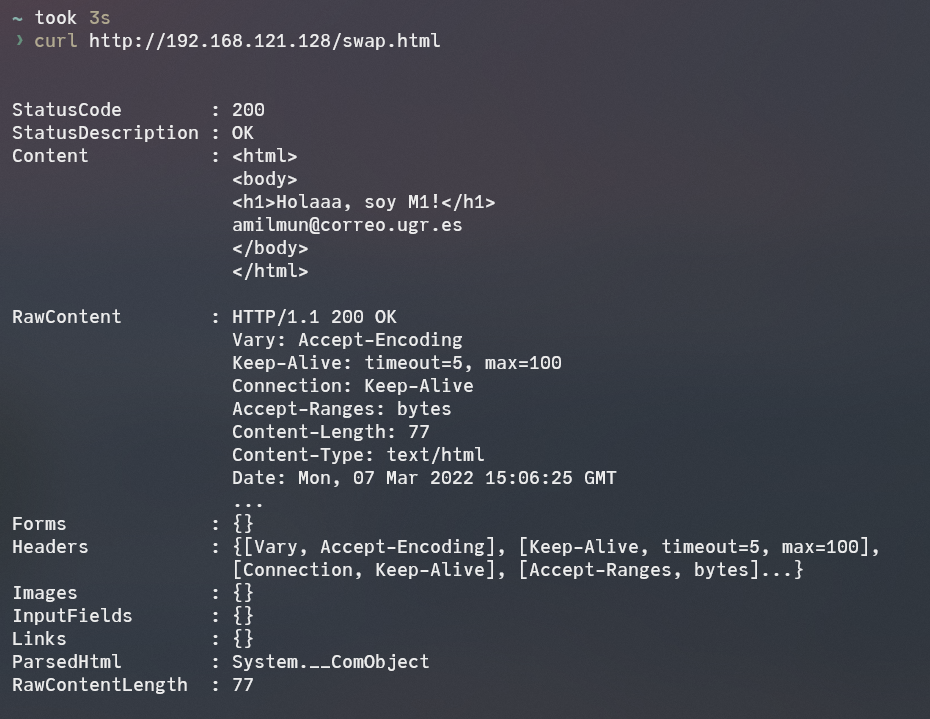 ~ took 3s
❯ curl http://192.168.121.128/swap.html
StatusCode        : 200
StatusDescription : OK
Content           : <html>
                    <body>
                    <h1>Holaaa, soy M1!</h1>
                    amilmun@correo.ugr.es
                    </body>
                    </html>
RawContent        : HTTP/1.1 200 OK
                    Vary: Accept-Encoding
                    Keep-Alive: timeout=5, max=100
                    Connection: Keep-Alive
                    Accept-Ranges: bytes
                    Content-Length: 77
                    Content-Type: text/html
                    Date: Mon, 07 Mar 2022 15:06:25 GMT
                    ...
Forms             : {}
Headers           : {[Vary, Accept-Encoding], [Keep-Alive, timeout=5, max=100],
                    [Connection, Keep-Alive], [Accept-Ranges, bytes]...}
Images            : {}
InputFields       : {}
Links             : {}
ParsedHtml        : System.__ComObject
RawContentLength  : 77